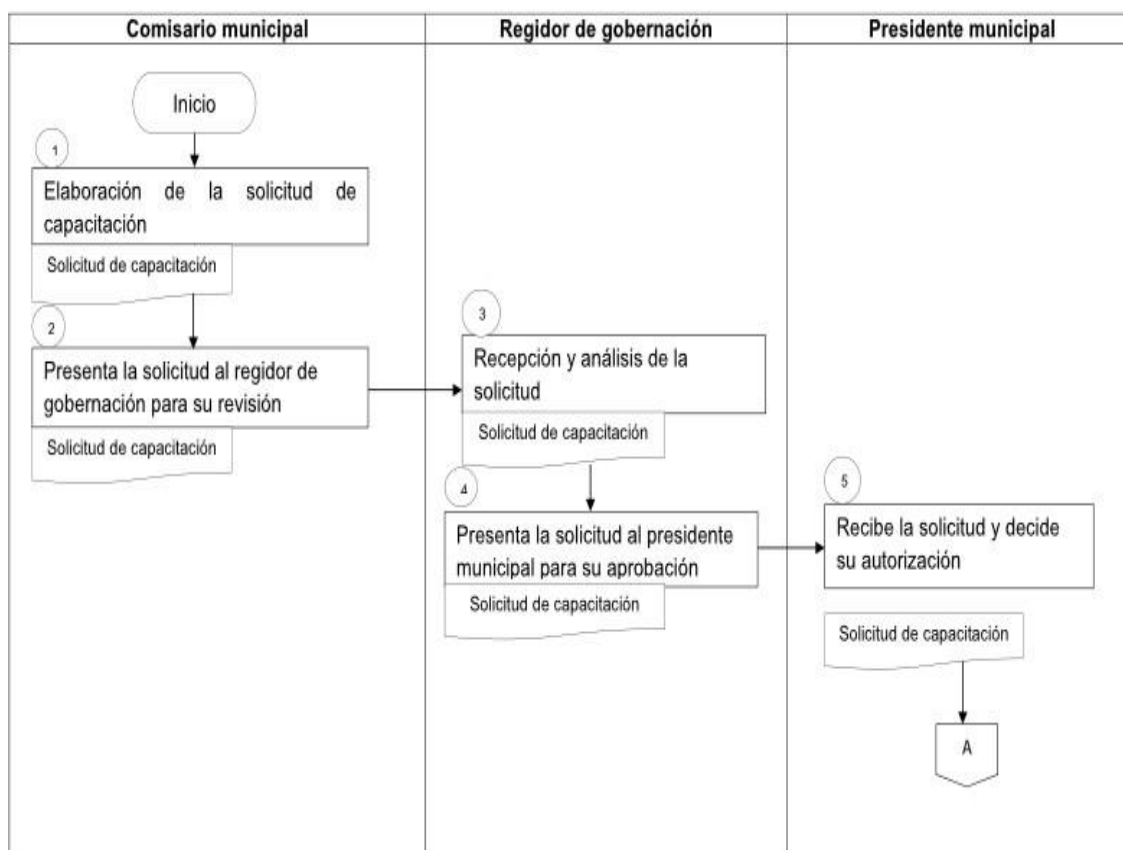 Comisario municipal
Regidor de gobernación
Presidente municipal
Inicio
1
Elaboración de la solicitud de
capacitación
Solicitud de capacitación
2
Presenta la solicitud al regidor de
gobernación para su revisión
Solicitud de capacitación
3
Recepción y análisis de la
solicitud
Solicitud de capacitación
4
Presenta la solicitud al presidente
municipal para su aprobación
Solicitud de capacitación
5
Recibe la solicitud y decide
su autorización
Solicitud de capacitación
A